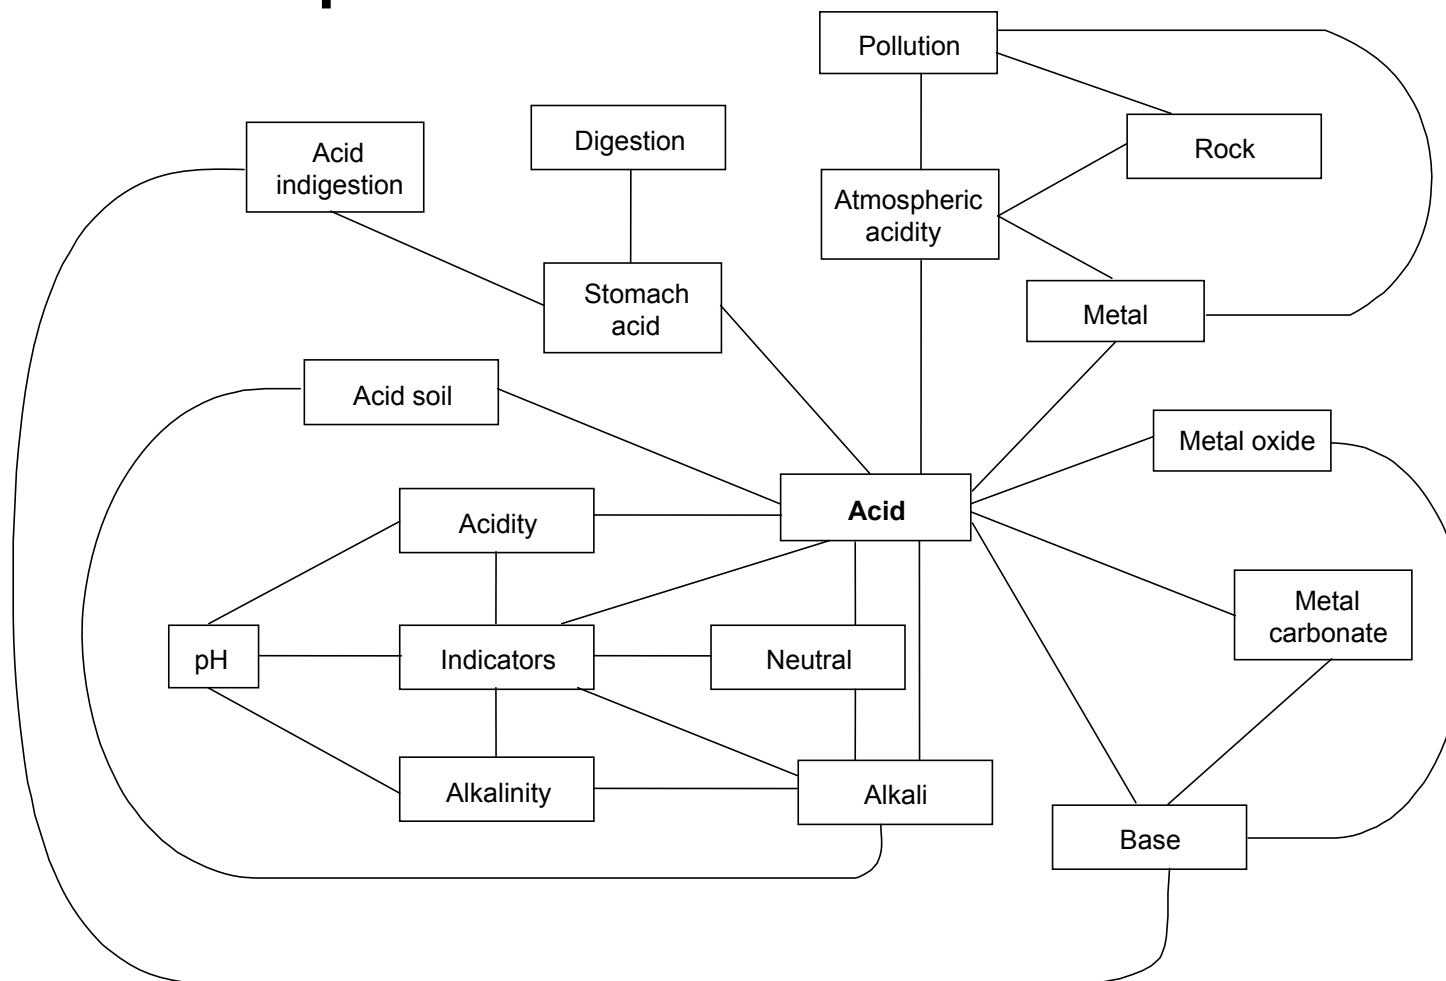 Pollution
Digestion
Rock
Acid
indigestion
Atmospheric
acidity
Stomach
acid
Metal
Acid soil
Metal oxide
Acid
Acidity
Metal
carbonate
pH
Indicators
Neutral
Alkalinity
Alkali
Base